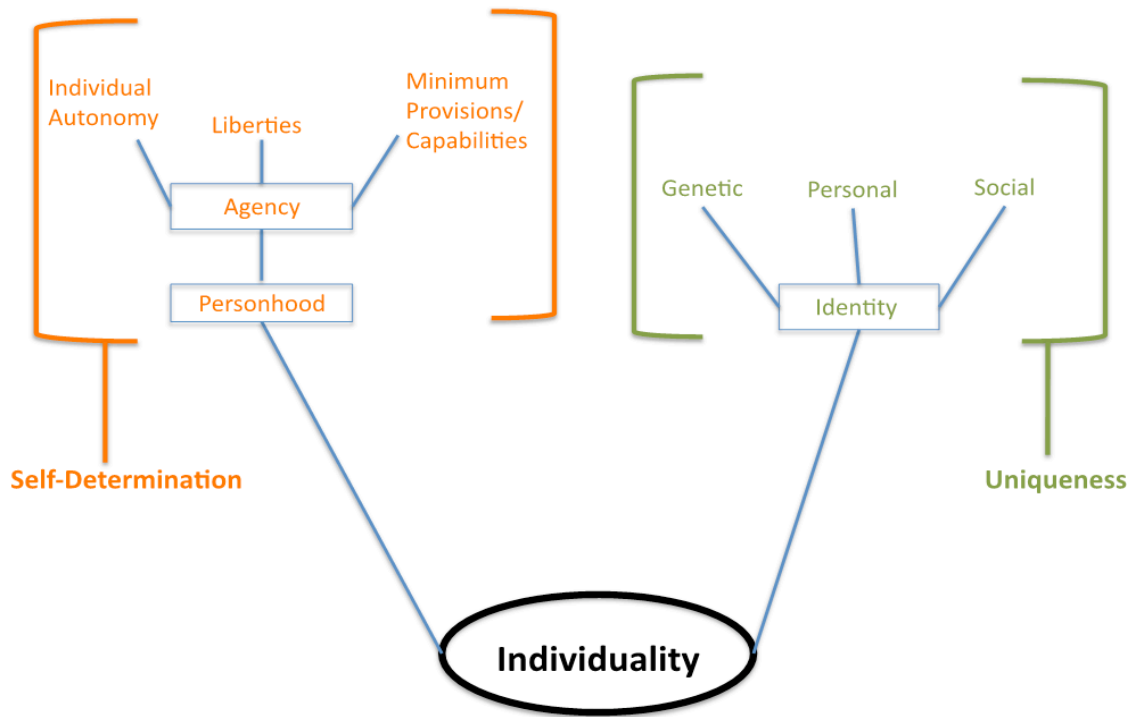 Individual
Autonomy
Liberties
Minimum
Provisions/
Capabilities
Agency
Personhood
Self-Determination
Genetic
Personal
Social
Identity
Uniqueness
Individuality